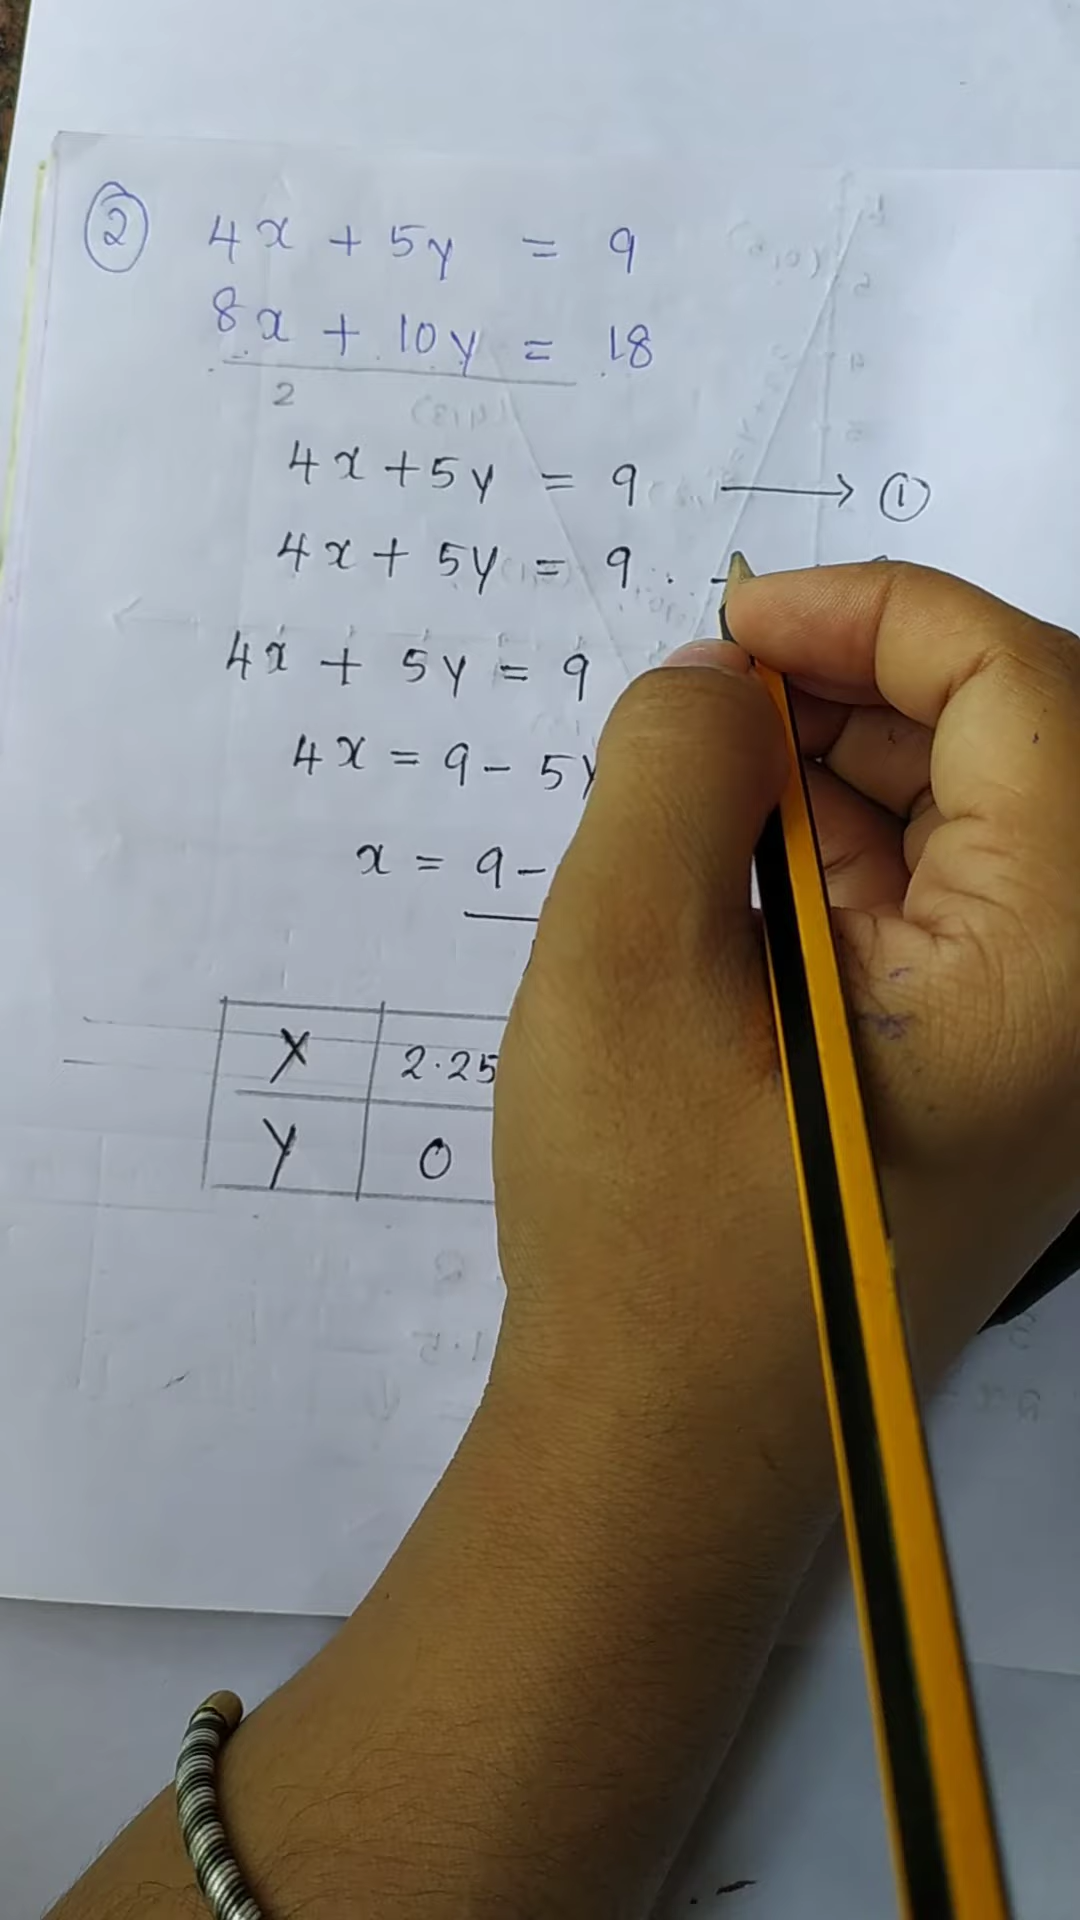 ② 4x + 5y = 9
8x + 10y = 18
2
4x + 5y = 9 → ①
4x + 5y = 9
4x + 5y = 9
4x = 9 - 5y
x = 9 -
X 2.25
Y 0